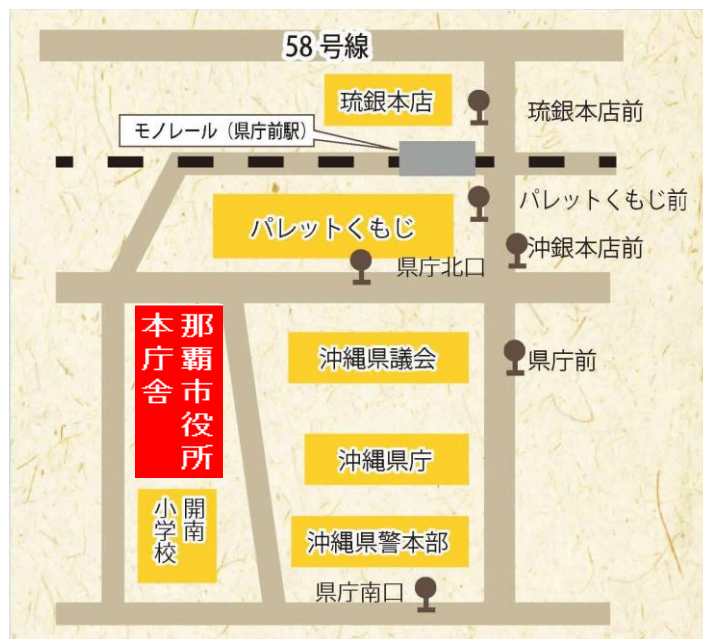 58号線
琉銀本店
琉銀本店前
モノレール（県庁前駅）
パレットくもじ前
パレットくもじ
沖銀本店前
県庁北口
那覇市役所
本庁舎
沖縄県議会
県庁前
沖縄県庁
開南
小学校
沖縄県警本部
県庁南口